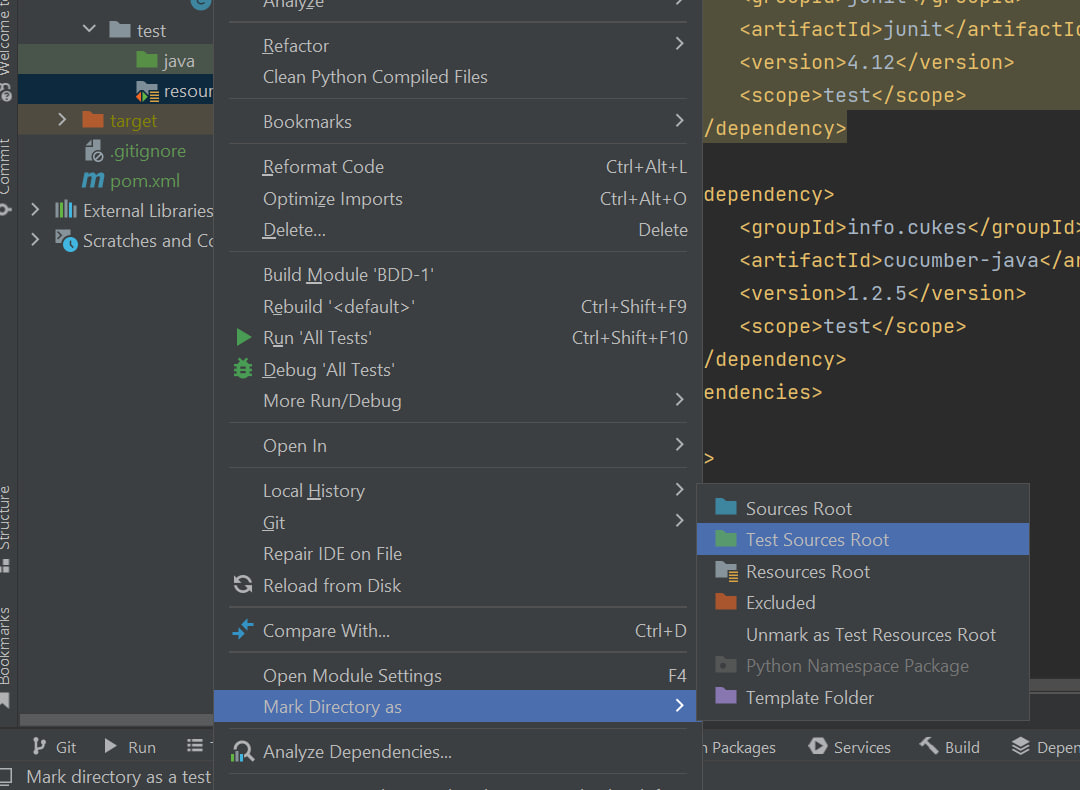 Analyze
Refactor
Clean Python Compiled Files
Bookmarks
Reformat Code Ctrl+Alt+L
Optimize Imports Ctrl+Alt+O
Delete... Delete
Build Module 'BDD-1'
Rebuild '<default>' Ctrl+Shift+F9
Run 'All Tests' Ctrl+Shift+F10
Debug 'All Tests'
More Run/Debug
Open In
Local History
Git
Repair IDE on File
Reload from Disk
Compare With... Ctrl+D
Open Module Settings F4
Mark Directory as
Analyze Dependencies...
Sources Root
Test Sources Root
Resources Root
Excluded
Unmark as Test Resources Root
Python Namespace Package
Template Folder
test
java
resour
target
.gitignore
pom.xml
External Libraries
Scratches and Co
Welcome to
Commit
Structure
Bookmarks
<groupId>junit</groupId>
<artifactId>junit</artifactId
<version>4.12</version>
<scope>test</scope>
/dependency>
dependency>
<groupId>info.cukes</groupId>
<artifactId>cucumber-java</ar
<version>1.2.5</version>
<scope>test</scope>
/dependency>
endencies>
>
Git
Run
n Packages
Services
Build
Depen
Mark directory as a test